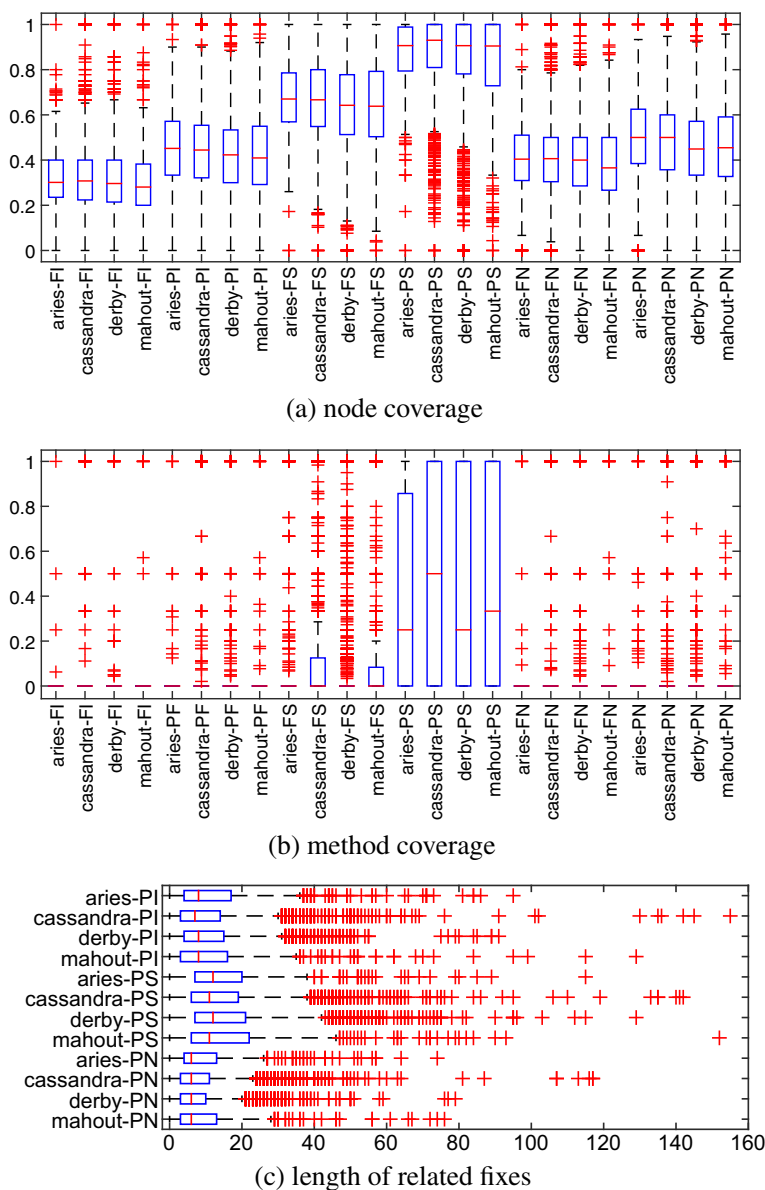 1
0.8
0.6
0.4
0.2
0
aries-FI
cassandra-FI
derby-FI
mahout-FI
aries-PI
cassandra-PI
derby-PI
mahout-PI
aries-FS
cassandra-FS
derby-FS
mahout-FS
aries-PS
cassandra-PS
derby-PS
mahout-PS
aries-FN
cassandra-FN
derby-FN
mahout-FN
aries-PN
cassandra-PN
derby-PN
mahout-PN
(a) node coverage
1
0.8
0.6
0.4
0.2
0
aries-FI
cassandra-FI
derby-FI
mahout-FI
aries-PF
cassandra-PF
derby-PF
mahout-PF
aries-FS
cassandra-FS
derby-FS
mahout-FS
aries-PS
cassandra-PS
derby-PS
mahout-PS
aries-FN
cassandra-FN
derby-FN
mahout-FN
aries-PN
cassandra-PN
derby-PN
mahout-PN
(b) method coverage
aries-PI
cassandra-PI
derby-PI
mahout-PI
aries-PS
cassandra-PS
derby-PS
mahout-PS
aries-PN
cassandra-PN
derby-PN
mahout-PN
0 20 40 60 80 100 120 140 160
(c) length of related fixes